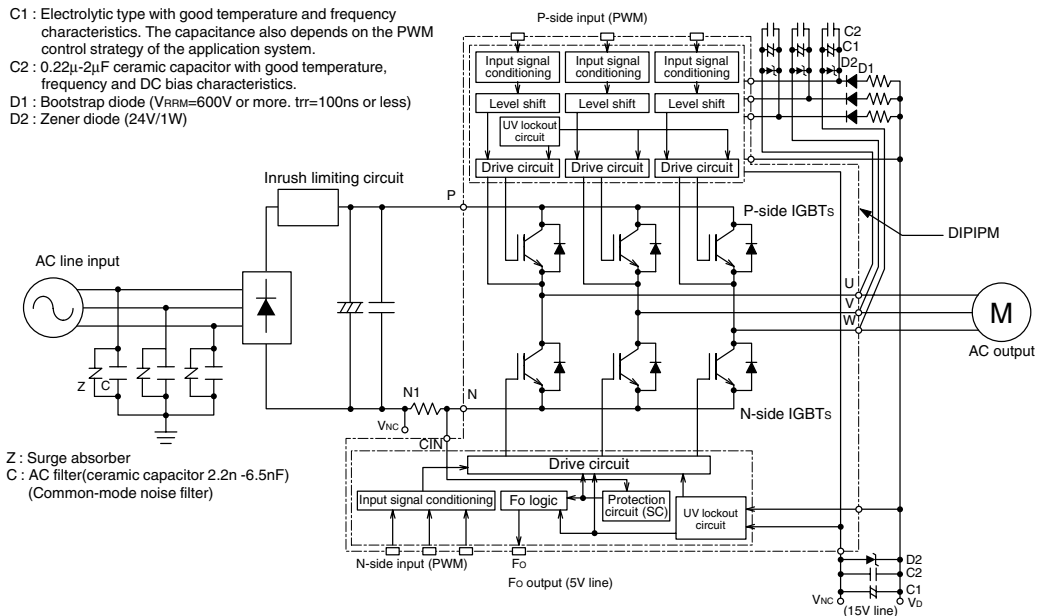 C1 : Electrolytic type with good temperature and frequency
characteristics. The capacitance also depends on the PWM
control strategy of the application system.
C2 : 0.22μ-2μF ceramic capacitor with good temperature,
frequency and DC bias characteristics.
D1 : Bootstrap diode (VRRM=600V or more. trr=100ns or less)
D2 : Zener diode (24V/1W)
P-side input (PWM)
C2
C1
D2
D1
Input signal conditioning
Input signal conditioning
Input signal conditioning
Level shift
Level shift
Level shift
UV lockout circuit
Drive circuit
Drive circuit
Drive circuit
Inrush limiting circuit
P
P-side IGBTs
DIPIPM
AC line input
U
V
W
M
AC output
Z
C
N1
N
VNC
CIN
N-side IGBTs
Z : Surge absorber
C : AC filter(ceramic capacitor 2.2n -6.5nF)
(Common-mode noise filter)
Drive circuit
Input signal conditioning
Fo logic
Protection circuit (SC)
UV lockout circuit
N-side input (PWM)
Fo
Fo output (5V line)
D2
C2
C1
VNC
(15V line)
VD